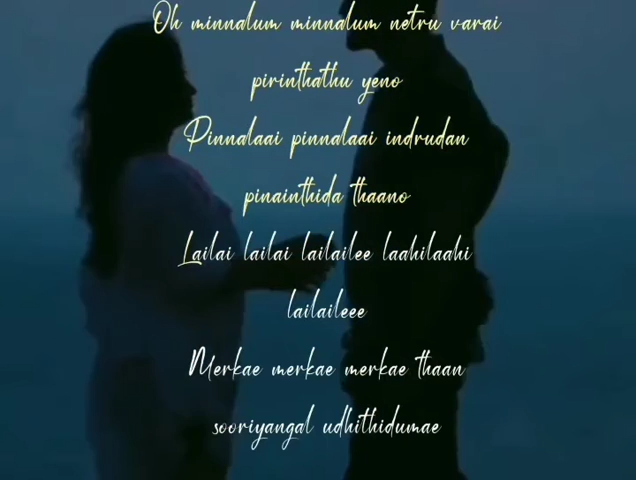 Oh minnalum minnalum netru varai
pirinthathu yeno
Pinnalaai pinnalaai indrudan
pinainthida thaano
Lailai lailai lailailee laahilaahi
lailaileee
Merkae merkae merkae thaan
sooriyangal udhithidumae